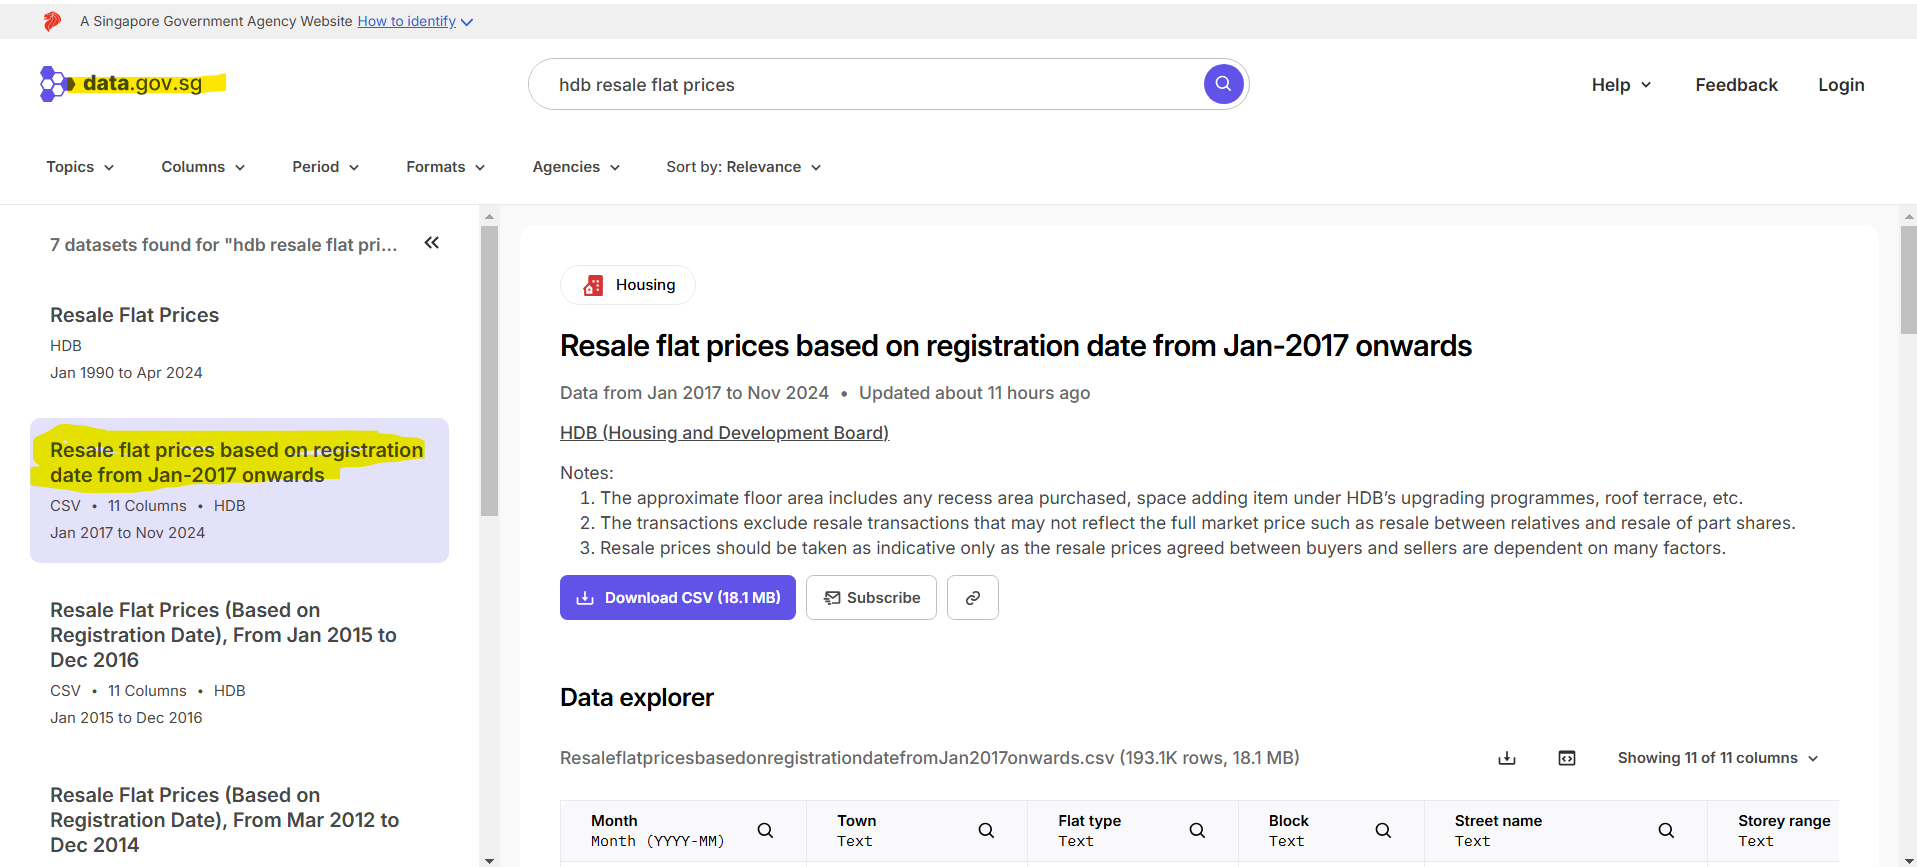 A Singapore Government Agency Website How to identify
data.gov.sg
hdb resale flat prices
Help
Feedback
Login
Topics
Columns
Period
Formats
Agencies
Sort by: Relevance
7 datasets found for "hdb resale flat pri...
Resale Flat Prices
HDB
Jan 1990 to Apr 2024
Resale flat prices based on registration
date from Jan-2017 onwards
CSV • 11 Columns • HDB
Jan 2017 to Nov 2024
Resale Flat Prices (Based on
Registration Date), From Jan 2015 to
Dec 2016
CSV • 11 Columns • HDB
Jan 2015 to Dec 2016
Resale Flat Prices (Based on
Registration Date), From Mar 2012 to
Dec 2014
Housing
Resale flat prices based on registration date from Jan-2017 onwards
Data from Jan 2017 to Nov 2024 • Updated about 11 hours ago
HDB (Housing and Development Board)
Notes:
1. The approximate floor area includes any recess area purchased, space adding item under HDB’s upgrading programmes, roof terrace, etc.
2. The transactions exclude resale transactions that may not reflect the full market price such as resale between relatives and resale of part shares.
3. Resale prices should be taken as indicative only as the resale prices agreed between buyers and sellers are dependent on many factors.
Download CSV (18.1 MB)
Subscribe
Data explorer
ResaleflatpricesbasedonregistrationdatefromJan2017onwards.csv (193.1K rows, 18.1 MB)
Showing 11 of 11 columns
Month
Month (YYYY-MM)
Town
Text
Flat type
Text
Block
Text
Street name
Text
Storey range
Text